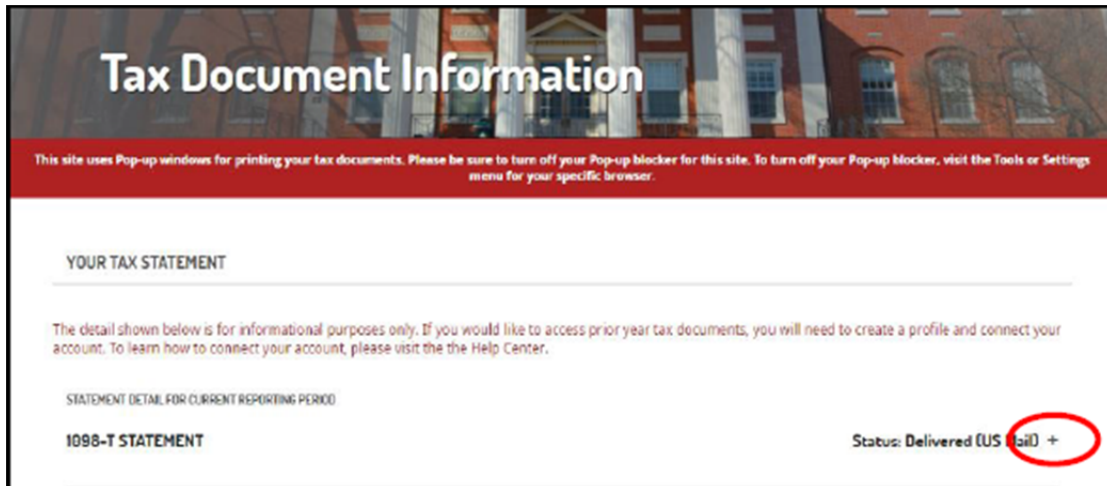 Tax Document Information
This site uses Pop-up windows for printing your tax documents. Please be sure to turn off your Pop-up blocker for this site. To turn off your Pop-up blocker, visit the Tools or Settings
menu for your specific browser.
YOUR TAX STATEMENT
The detail shown below is for informational purposes only. If you would like to access prior year tax documents, you will need to create a profile and connect your
account. To learn how to connect your account, please visit the the Help Center.
STATEMENT DETAIL FOR CURRENT REPORTING PERIOD
1098-T STATEMENT
Status: Delivered (US Mail) +